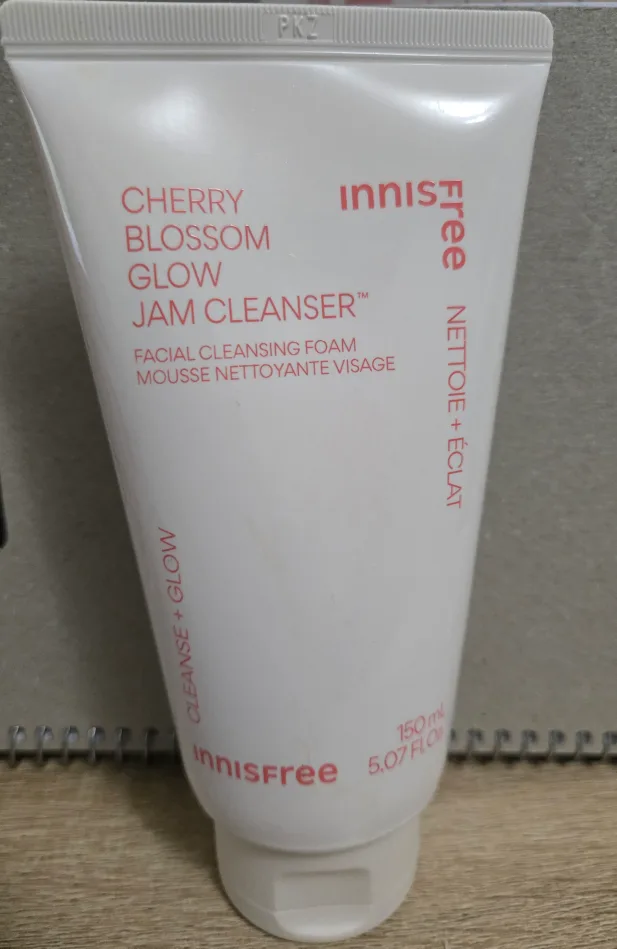 PKZ
CHERRY
BLOSSOM
GLOW
JAM CLEANSER™
FACIAL CLEANSING FOAM
MOUSSE NETTOYANTE VISAGE
innisFree
NETTOIE + ÉCLAT
CLEANSE + GLOW
innisFree
150 mL
5.07 FL.Oz